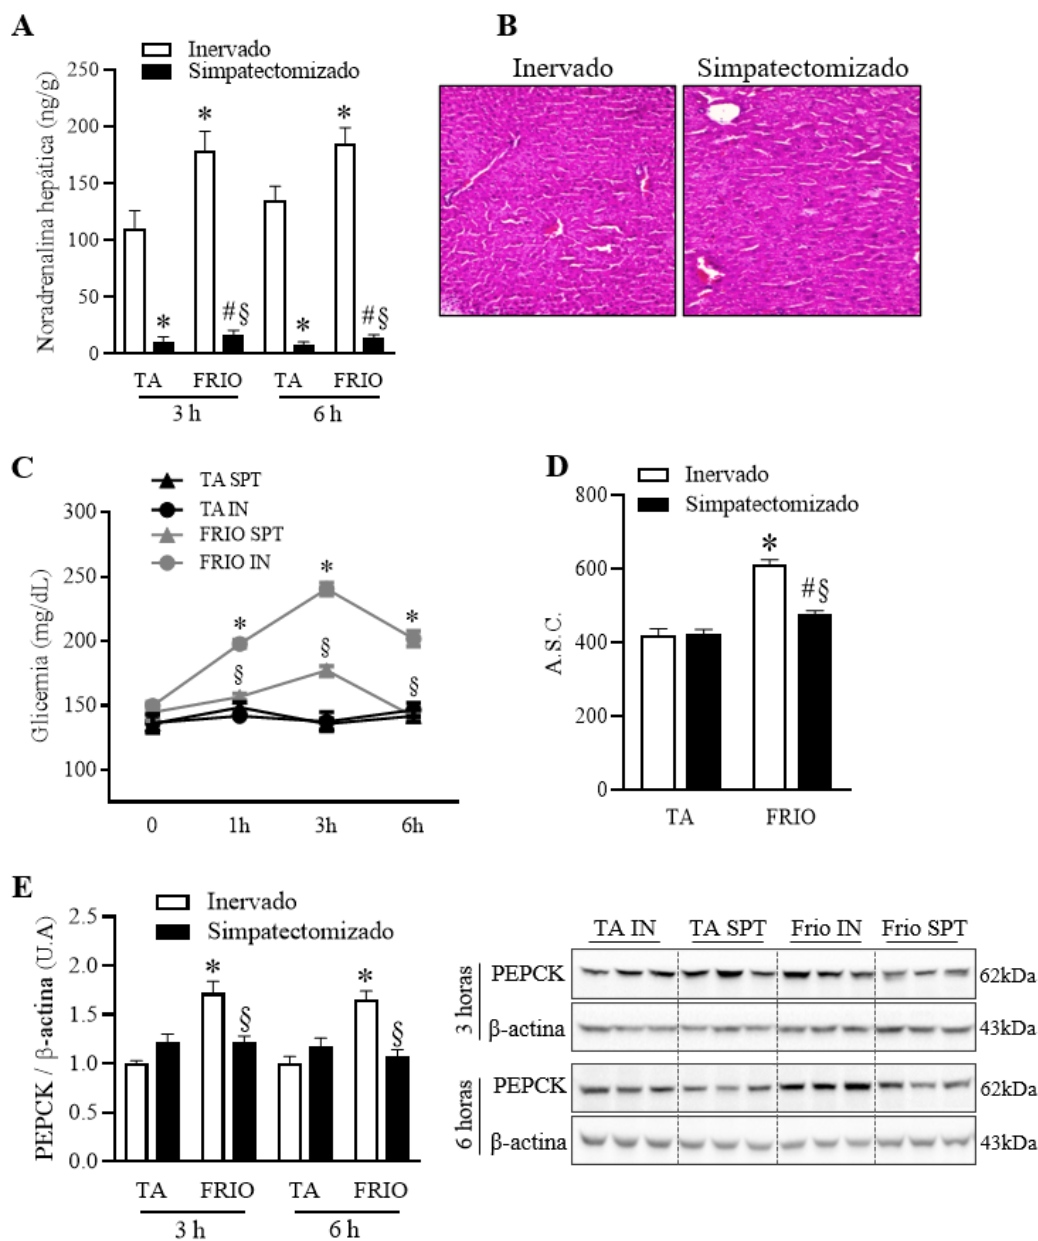 A
Inervado
Simpatectomizado
Noradrenalina hepática (ng/g)
250
200
150
100
50
0
*
*
*
*
#§
*
#§
TA FRIO TA FRIO
3 h 6 h
B
Inervado Simpatectomizado
C
TA SPT
TA IN
FRIO SPT
FRIO IN
Glicemia (mg/dL)
300
250
200
150
100
*
*
*
§
§
§
0 1h 3h 6h
D
Inervado
Simpatectomizado
A.S.C.
800
600
400
200
0
*
#§
TA FRIO
E
Inervado
Simpatectomizado
PEPCK / β-actina (U.A)
2.5
2.0
1.5
1.0
0.5
0.0
*
§
*
§
TA FRIO TA FRIO
3 h 6 h
TA IN TA SPT Frio IN Frio SPT
3 horas
PEPCK 62kDa
β-actina 43kDa
6 horas
PEPCK 62kDa
β-actina 43kDa